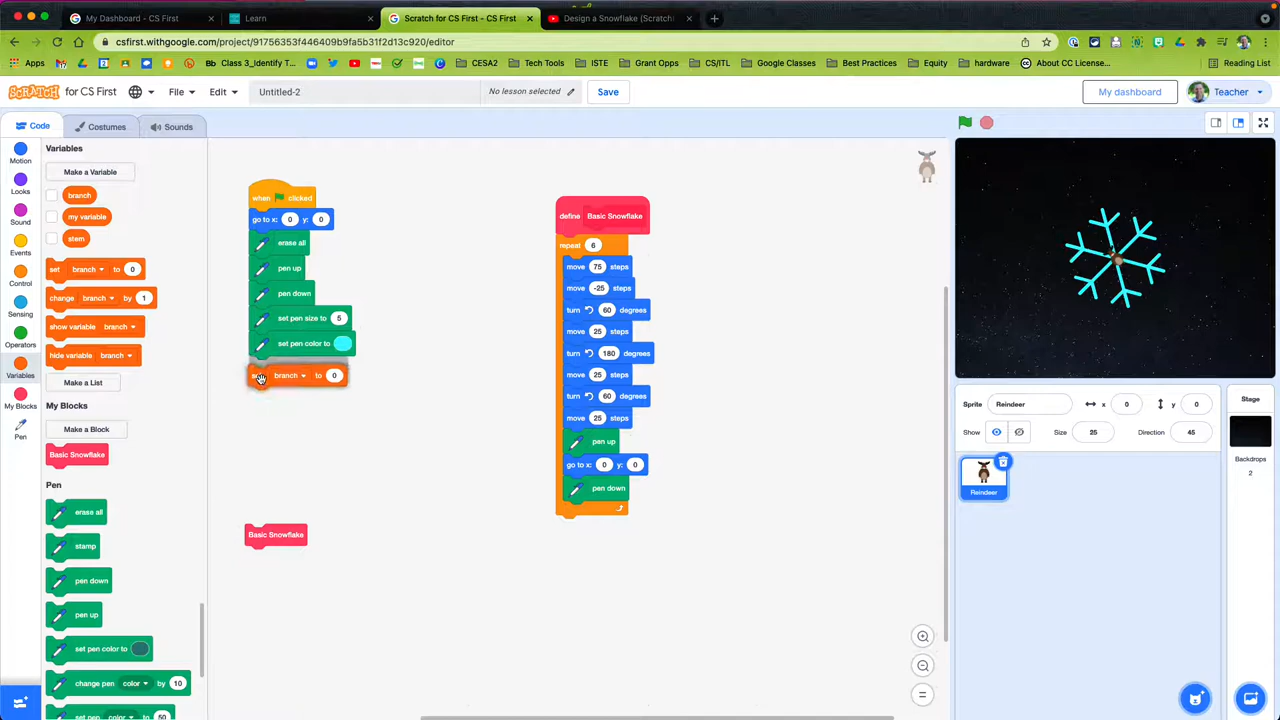 My Dashboard - CS First
Learn
Scratch for CS First - CS First
Design a Snowflake (Scratch
csfirst.withgoogle.com/project/91756353f446409b9fa5b31f2d13c920/editor
Apps
Class 3_Identify T...
CESA2
Tech Tools
ISTE
Grant Opps
CS/ITL
Google Classes
Best Practices
Equity
hardware
About CC License...
Reading List
SCRATCH for CS First
File
Edit
Untitled-2
No lesson selected
Save
My dashboard
Teacher
Code
Costumes
Sounds
Motion
Looks
Sound
Events
Control
Sensing
Operators
Variables
My Blocks
Pen
Variables
Make a Variable
branch
my variable
stem
set branch to 0
change branch by 1
show variable branch
hide variable branch
Make a List
My Blocks
Make a Block
Basic Snowflake
Pen
erase all
stamp
pen down
pen up
set pen color to
change pen color by 10
set pen color to 50
when clicked
go to x: 0 y: 0
erase all
pen up
pen down
set pen size to 5
set pen color to
branch to 0
Basic Snowflake
define Basic Snowflake
repeat 6
move 75 steps
move -25 steps
turn 60 degrees
move 25 steps
turn 180 degrees
move 25 steps
turn 60 degrees
move 25 steps
pen up
go to x: 0 y: 0
pen down
Sprite
Reindeer
x 0
y 0
Show
Size 25
Direction 45
Reindeer
Stage
Backdrops
2